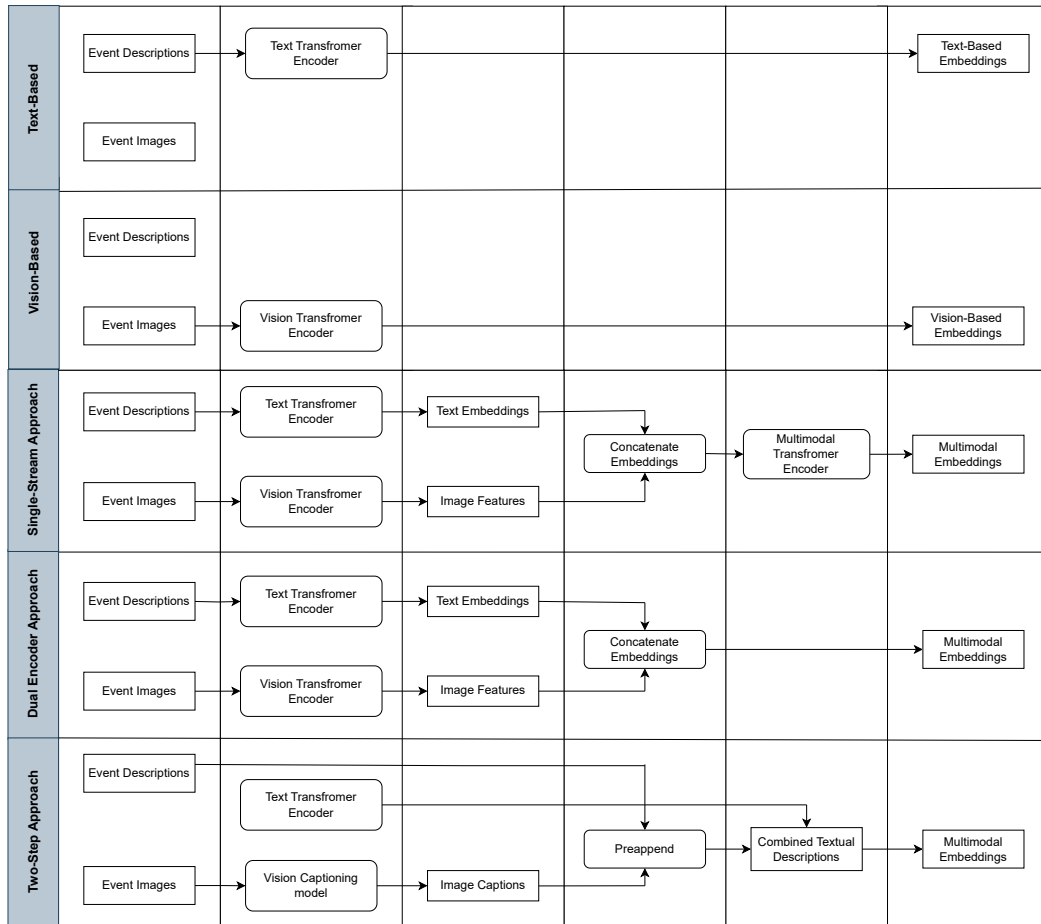 Text-Based
Event Descriptions
Text Transfromer
Encoder
Text-Based
Embeddings
Event Images
Vision-Based
Event Descriptions
Event Images
Vision Transfromer
Encoder
Vision-Based
Embeddings
Single-Stream Approach
Event Descriptions
Text Transfromer
Encoder
Text Embeddings
Concatenate
Embeddings
Multimodal
Transfromer
Encoder
Multimodal
Embeddings
Event Images
Vision Transfromer
Encoder
Image Features
Dual Encoder Approach
Event Descriptions
Text Transfromer
Encoder
Text Embeddings
Concatenate
Embeddings
Multimodal
Embeddings
Event Images
Vision Transfromer
Encoder
Image Features
Two-Step Approach
Event Descriptions
Text Transfromer
Encoder
Preappend
Combined Textual
Descriptions
Multimodal
Embeddings
Event Images
Vision Captioning
model
Image Captions